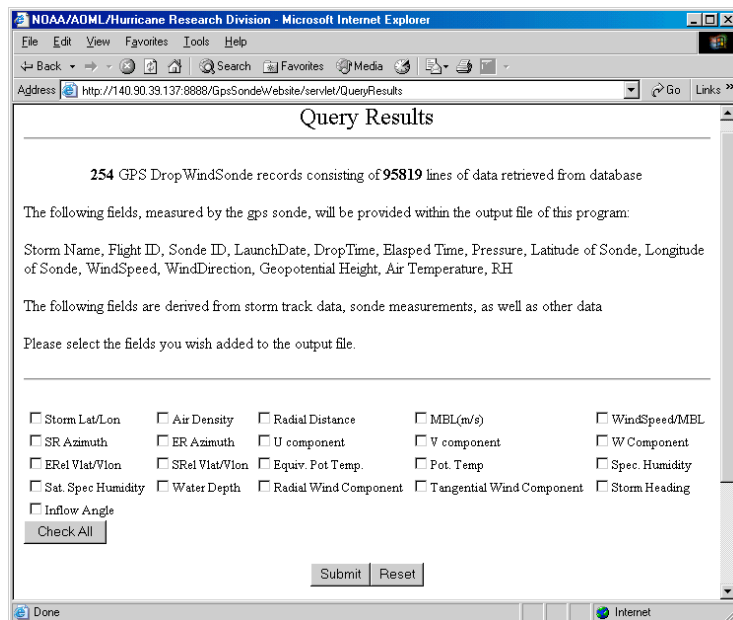 NOAA/AOML/Hurricane Research Division - Microsoft Internet Explorer
File Edit View Favorites Tools Help
Back Search Favorites Media
Address http://140.90.39.137:8888/GpsSondeWebsite/servlet/QueryResults Go Links »
Query Results
254 GPS DropWindSonde records consisting of 95819 lines of data retrieved from database
The following fields, measured by the gps sonde, will be provided within the output file of this program:
Storm Name, Flight ID, Sonde ID, LaunchDate, DropTime, Elasped Time, Pressure, Latitude of Sonde, Longitude
of Sonde, WindSpeed, WindDirection, Geopotential Height, Air Temperature, RH
The following fields are derived from storm track data, sonde measurements, as well as other data
Please select the fields you wish added to the output file.
Storm Lat/Lon Air Density Radial Distance MBL(m/s) WindSpeed/MBL
SR Azimuth ER Azimuth U component V component W Component
ERel Vlat/Vlon SRel Vlat/Vlon Equiv. Pot Temp. Pot. Temp Spec. Humidity
Sat. Spec Humidity Water Depth Radial Wind Component Tangential Wind Component Storm Heading
Inflow Angle
Check All
Submit Reset
Done Internet